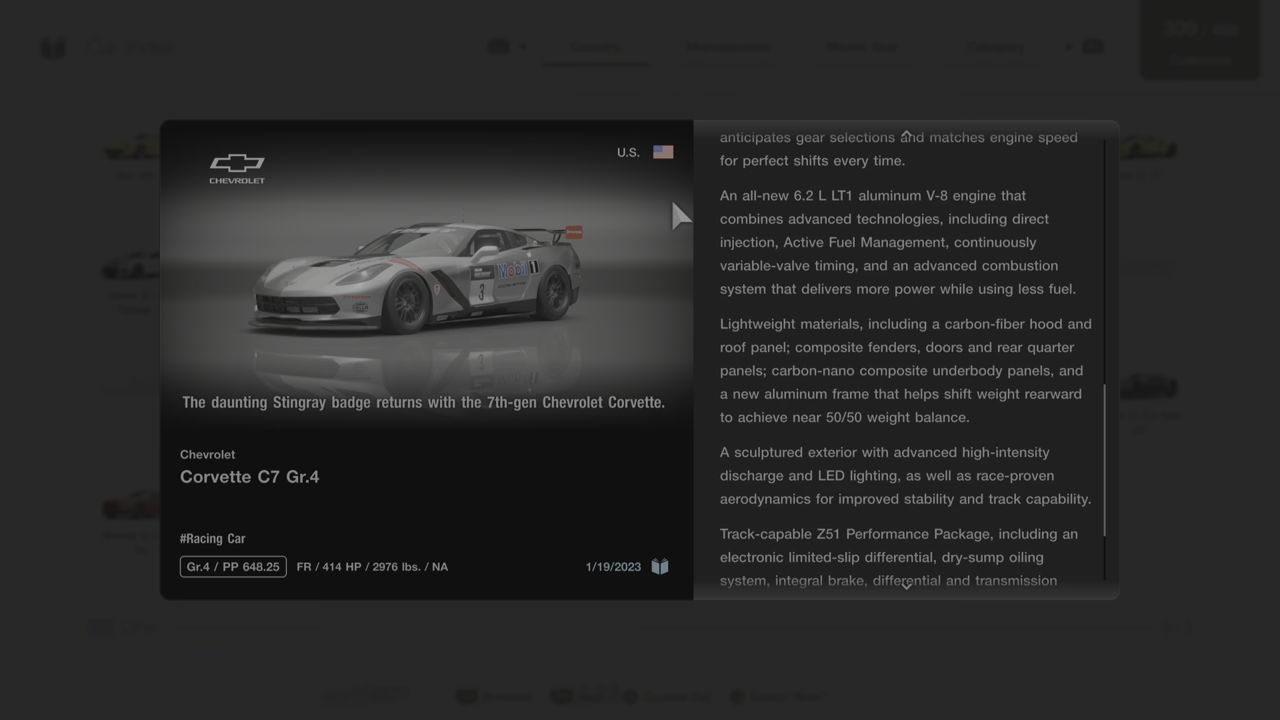 U.S.
CHEVROLET
Mobil 1
3
The daunting Stingray badge returns with the 7th-gen Chevrolet Corvette.
Chevrolet
Corvette C7 Gr.4
#Racing Car
Gr.4 / PP 648.25
FR / 414 HP / 2976 lbs. / NA
1/19/2023
anticipates gear selections and matches engine speed
for perfect shifts every time.
An all-new 6.2 L LT1 aluminum V-8 engine that
combines advanced technologies, including direct
injection, Active Fuel Management, continuously
variable-valve timing, and an advanced combustion
system that delivers more power while using less fuel.
Lightweight materials, including a carbon-fiber hood and
roof panel; composite fenders, doors and rear quarter
panels; carbon-nano composite underbody panels, and
a new aluminum frame that helps shift weight rearward
to achieve near 50/50 weight balance.
A sculptured exterior with advanced high-intensity
discharge and LED lighting, as well as race-proven
aerodynamics for improved stability and track capability.
Track-capable Z51 Performance Package, including an
electronic limited-slip differential, dry-sump oiling
system, integral brake, differential and transmission